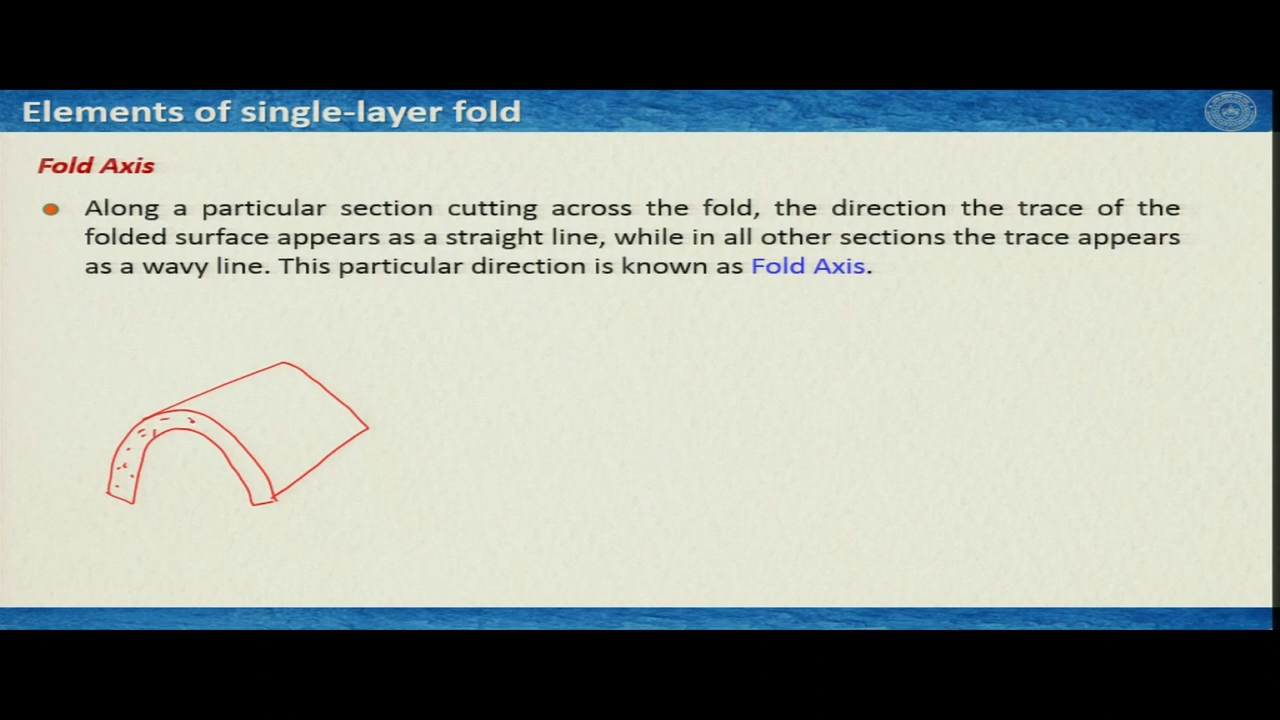 Elements of single-layer fold
Fold Axis
Along a particular section cutting across the fold, the direction the trace of the
folded surface appears as a straight line, while in all other sections the trace appears
as a wavy line. This particular direction is known as Fold Axis.